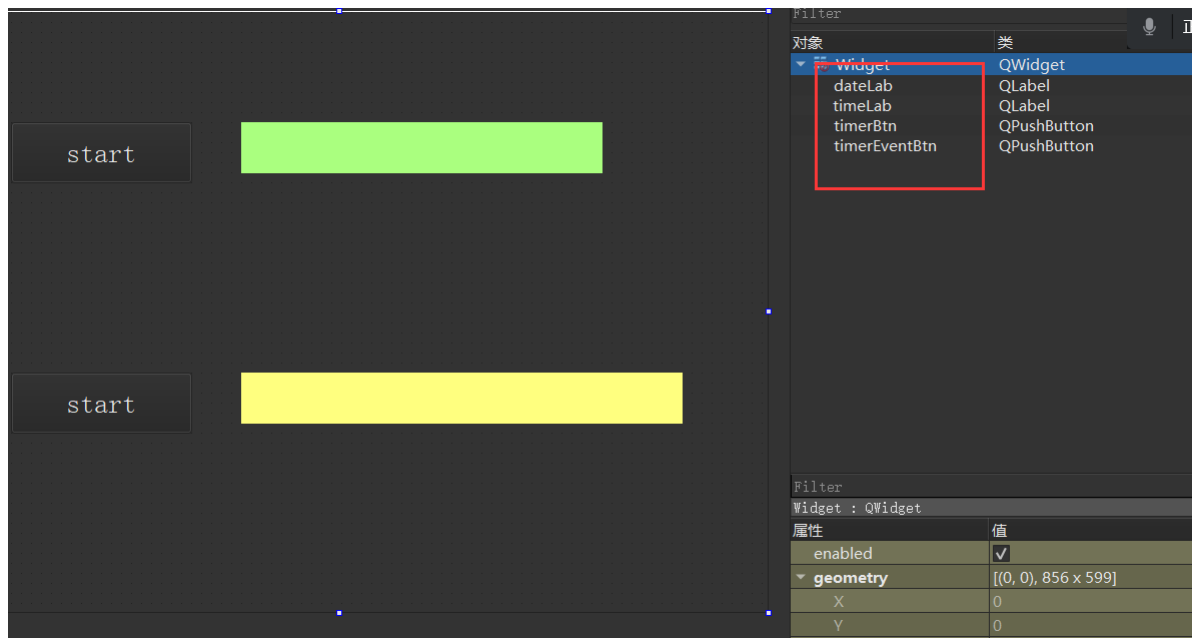 Filter
正
对象 类
Widget QWidget
dateLab QLabel
timeLab QLabel
timerBtn QPushButton
timerEventBtn QPushButton
start
start
Filter
Widget : QWidget
属性 值
enabled
geometry [(0, 0), 856 x 599]
X 0
Y 0